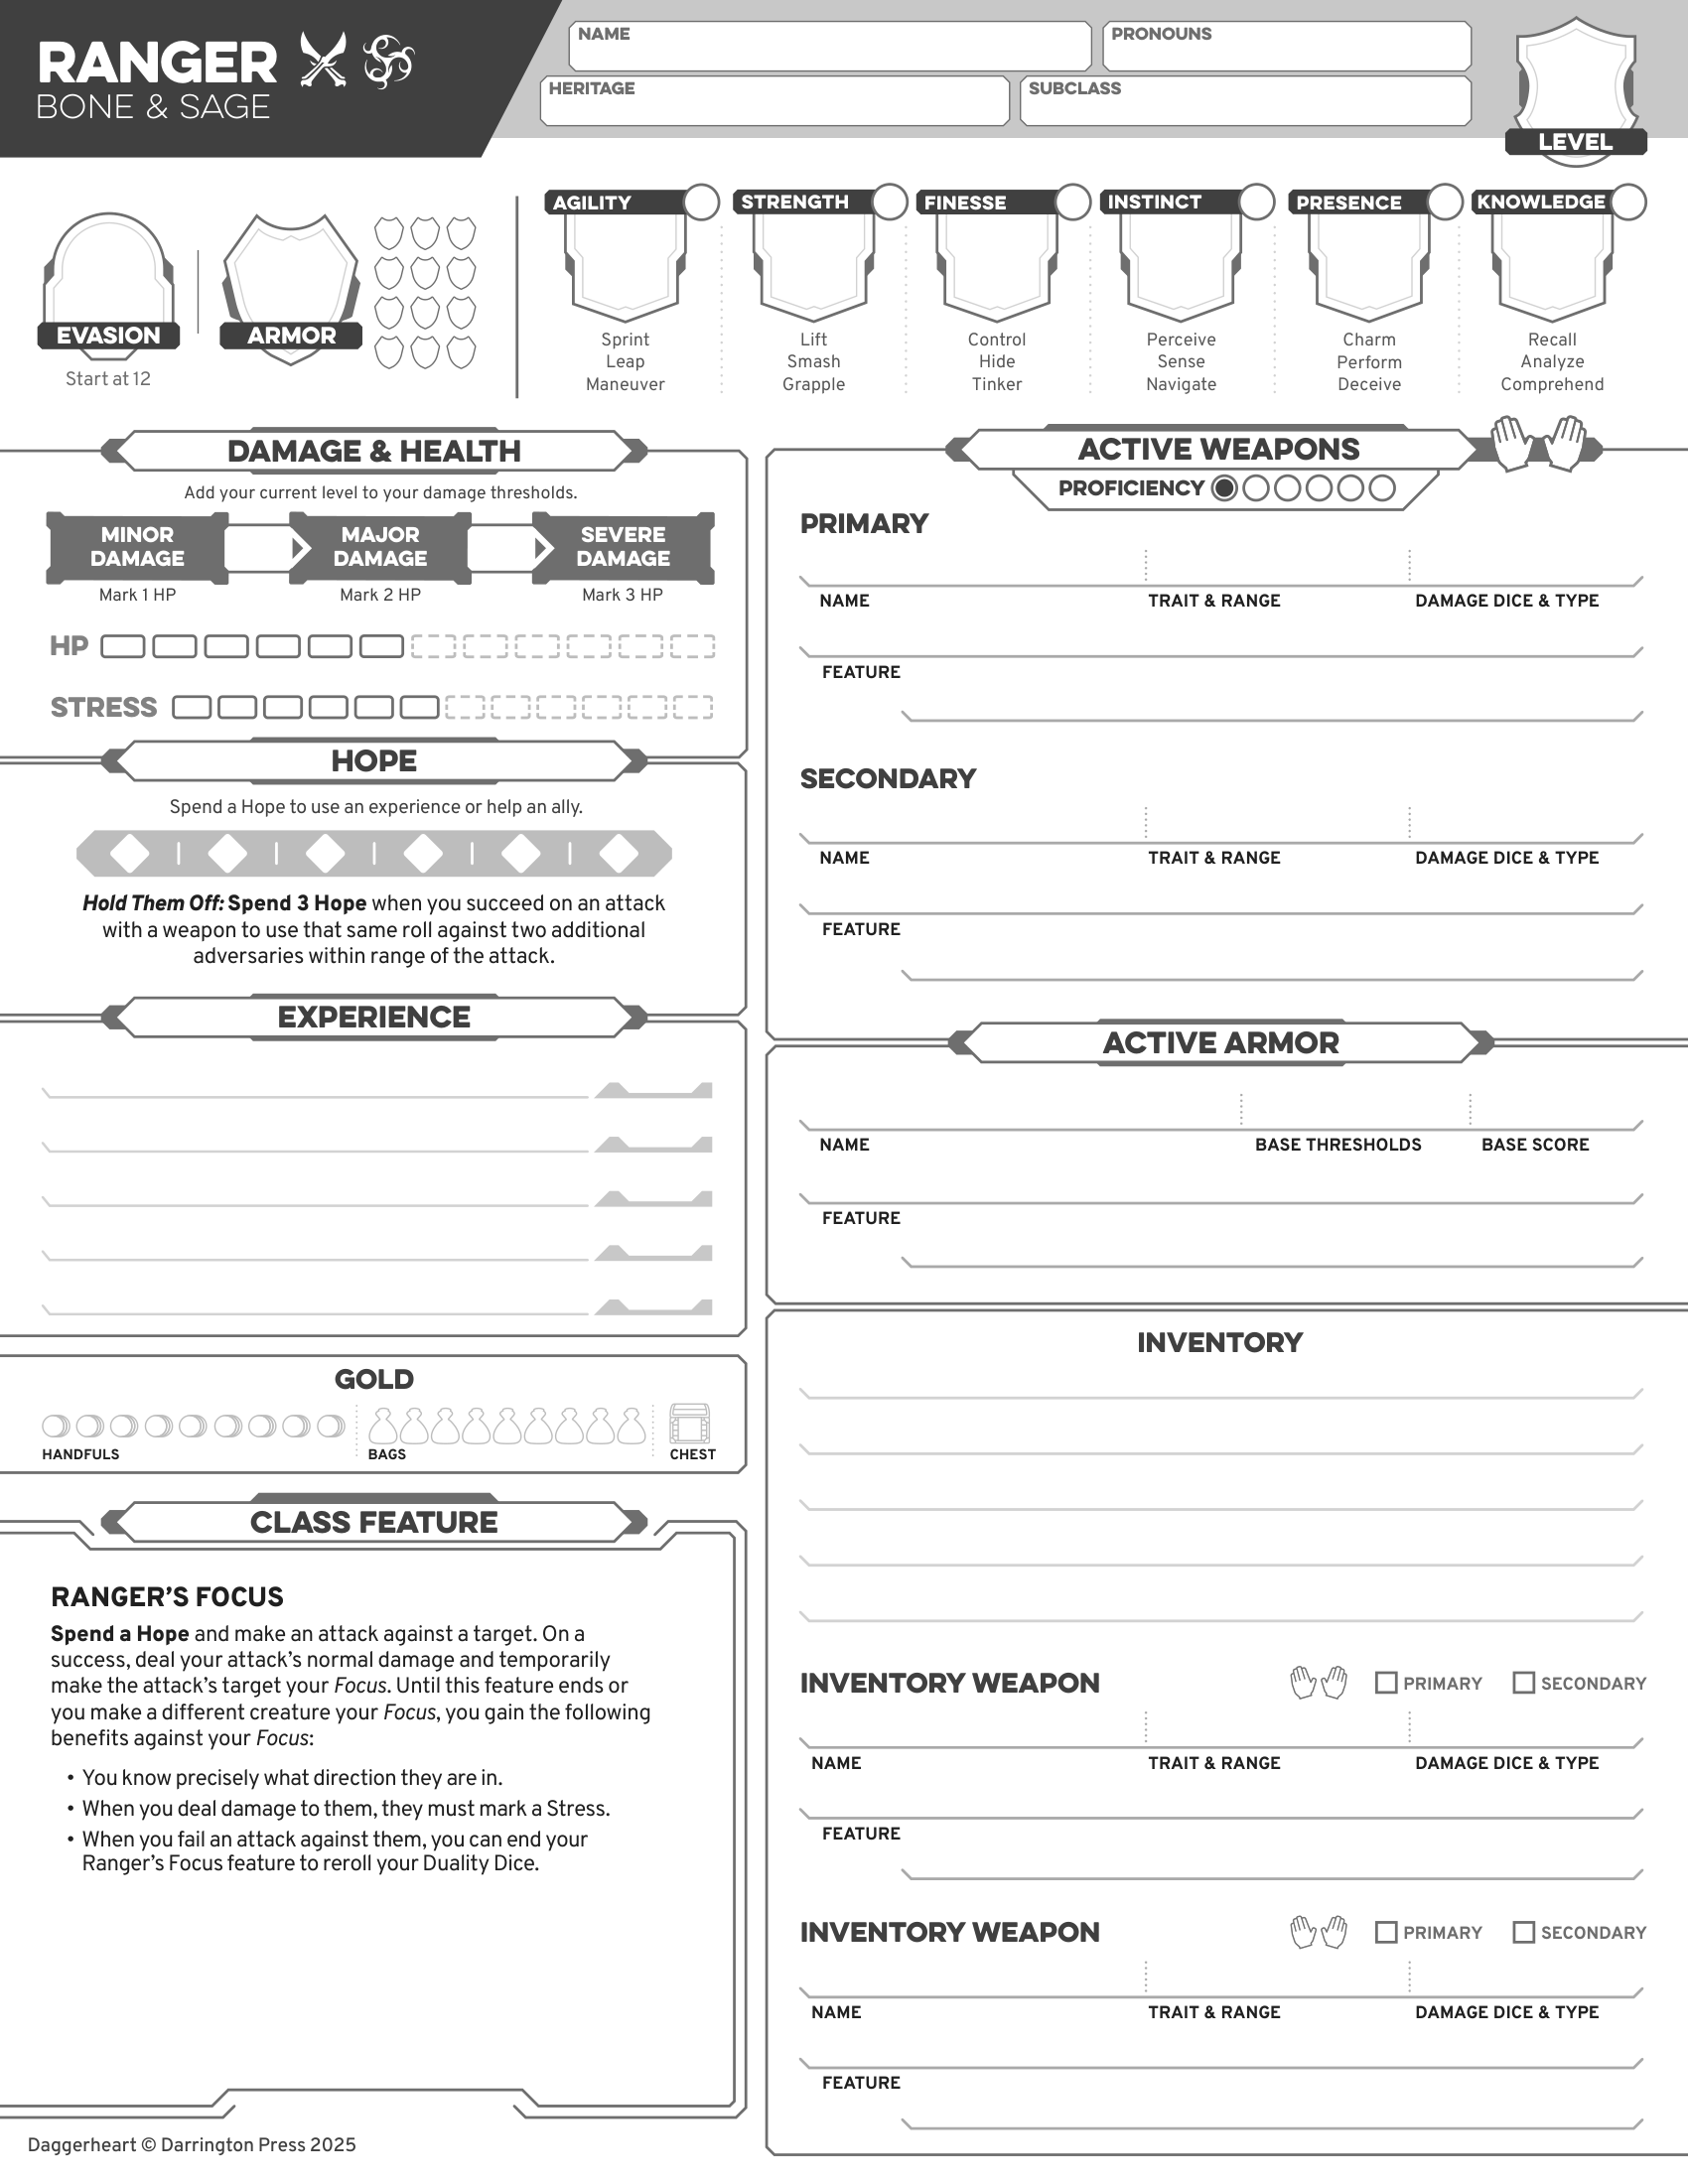 RANGER
BONE & SAGE
NAME
PRONOUNS
HERITAGE
SUBCLASS
LEVEL
EVASION
Start at 12
ARMOR
AGILITY
Sprint
Leap
Maneuver
STRENGTH
Lift
Smash
Grapple
FINESSE
Control
Hide
Tinker
INSTINCT
Perceive
Sense
Navigate
PRESENCE
Charm
Perform
Deceive
KNOWLEDGE
Recall
Analyze
Comprehend
DAMAGE & HEALTH
Add your current level to your damage thresholds.
MINOR
DAMAGE
Mark 1 HP
MAJOR
DAMAGE
Mark 2 HP
SEVERE
DAMAGE
Mark 3 HP
HP
STRESS
HOPE
Spend a Hope to use an experience or help an ally.
Hold Them Off: Spend 3 Hope when you succeed on an attack
with a weapon to use that same roll against two additional
adversaries within range of the attack.
EXPERIENCE
GOLD
HANDFULS
BAGS
CHEST
CLASS FEATURE
RANGER’S FOCUS
Spend a Hope and make an attack against a target. On a
success, deal your attack’s normal damage and temporarily
make the attack’s target your Focus. Until this feature ends or
you make a different creature your Focus, you gain the following
benefits against your Focus:
• You know precisely what direction they are in.
• When you deal damage to them, they must mark a Stress.
• When you fail an attack against them, you can end your
Ranger’s Focus feature to reroll your Duality Dice.
Daggerheart © Darrington Press 2025
ACTIVE WEAPONS
PROFICIENCY
PRIMARY
NAME
TRAIT & RANGE
DAMAGE DICE & TYPE
FEATURE
SECONDARY
NAME
TRAIT & RANGE
DAMAGE DICE & TYPE
FEATURE
ACTIVE ARMOR
NAME
BASE THRESHOLDS
BASE SCORE
FEATURE
INVENTORY
INVENTORY WEAPON
PRIMARY
SECONDARY
NAME
TRAIT & RANGE
DAMAGE DICE & TYPE
FEATURE
INVENTORY WEAPON
PRIMARY
SECONDARY
NAME
TRAIT & RANGE
DAMAGE DICE & TYPE
FEATURE